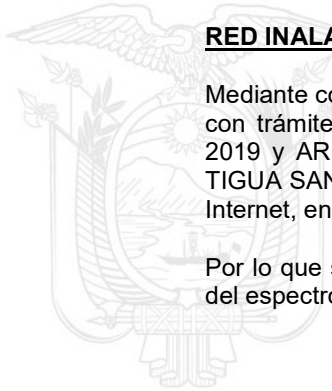 RED INALA
Mediante co
con trámite
2019 y AR
TIGUA SAN
Internet, en
Por lo que s
del espectro